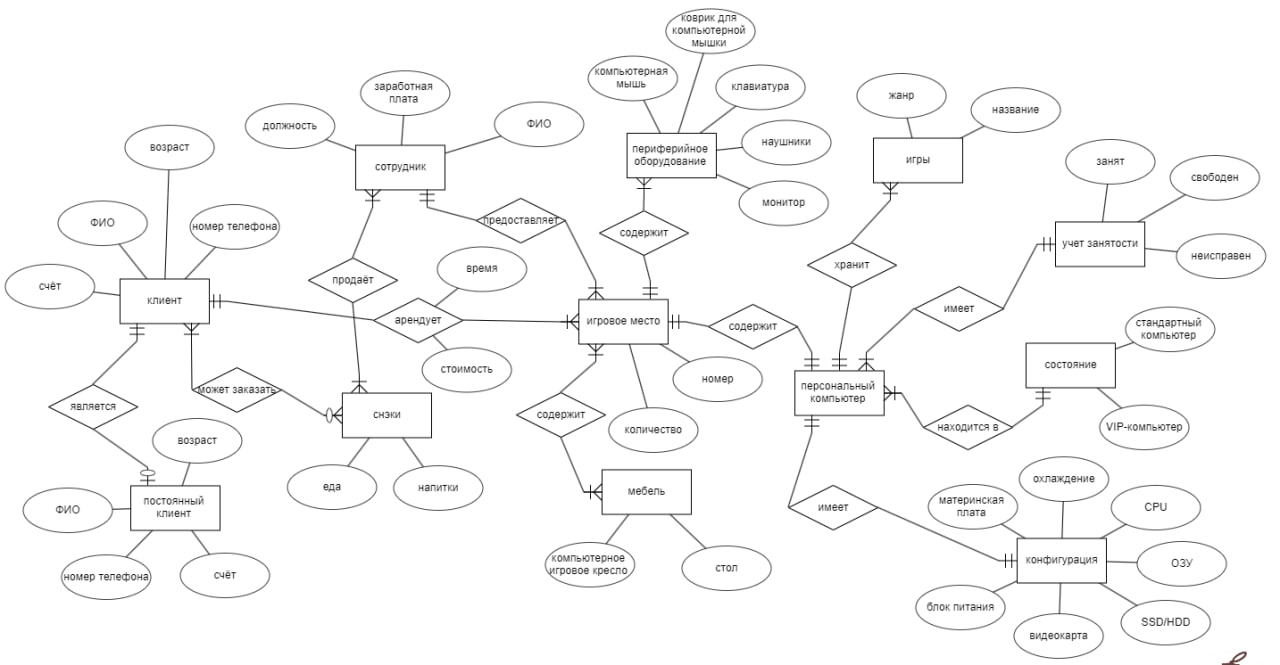 коврик для
компьютерной
мышки
компьютерная
мышь
клавиатура
заработная
плата
жанр
название
должность
ФИО
наушники
возраст
сотрудник
периферийное
оборудование
игры
занят
свободен
монитор
ФИО
номер телефона
предоставляет
содержит
учет занятости
неисправен
счёт
клиент
продаёт
время
хранит
арендует
игровое место
содержит
имеет
стандартный
компьютер
стоимость
номер
персональный
компьютер
состояние
является
может заказать
снэки
содержит
количество
находится в
VIP-компьютер
возраст
еда
напитки
мебель
охлаждение
ФИО
постоянный
клиент
имеет
материнская
плата
CPU
номер телефона
счёт
компьютерное
игровое кресло
стол
конфигурация
ОЗУ
блок питания
видеокарта
SSD/HDD